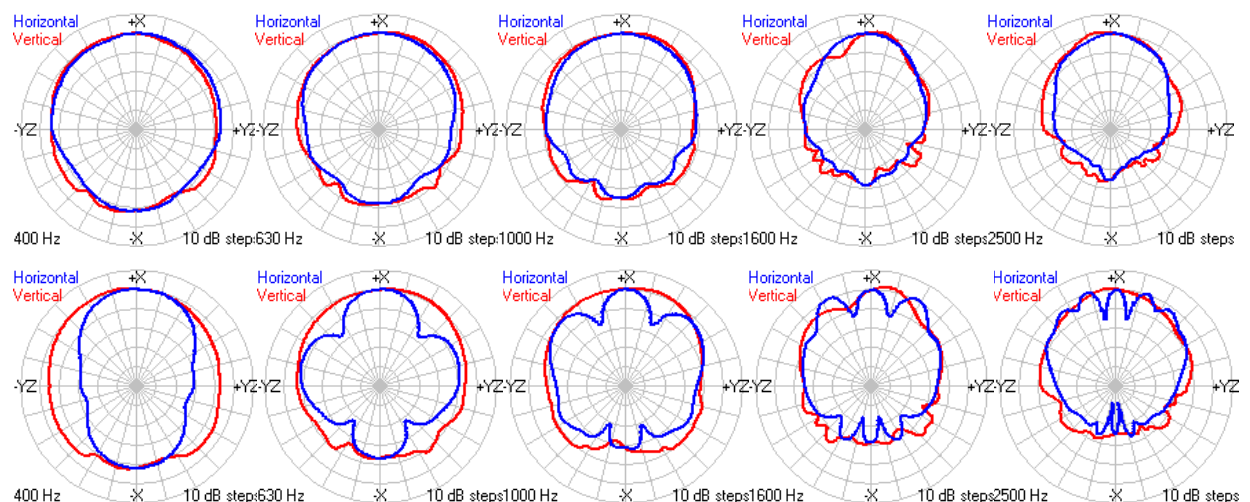 Horizontal +X Horizontal +X Horizontal +X Horizontal +X Horizontal +X
Vertical Vertical Vertical Vertical Vertical
-YZ +YZ -YZ +YZ -YZ +YZ -YZ +YZ -YZ +YZ
400 Hz -X 10 dB steps 630 Hz -X 10 dB steps 1000 Hz -X 10 dB steps 1600 Hz -X 10 dB steps 2500 Hz -X 10 dB steps
Horizontal +X Horizontal +X Horizontal +X Horizontal +X Horizontal +X
Vertical Vertical Vertical Vertical Vertical
-YZ +YZ -YZ +YZ -YZ +YZ -YZ +YZ -YZ +YZ
400 Hz -X 10 dB steps 630 Hz -X 10 dB steps 1000 Hz -X 10 dB steps 1600 Hz -X 10 dB steps 2500 Hz -X 10 dB steps